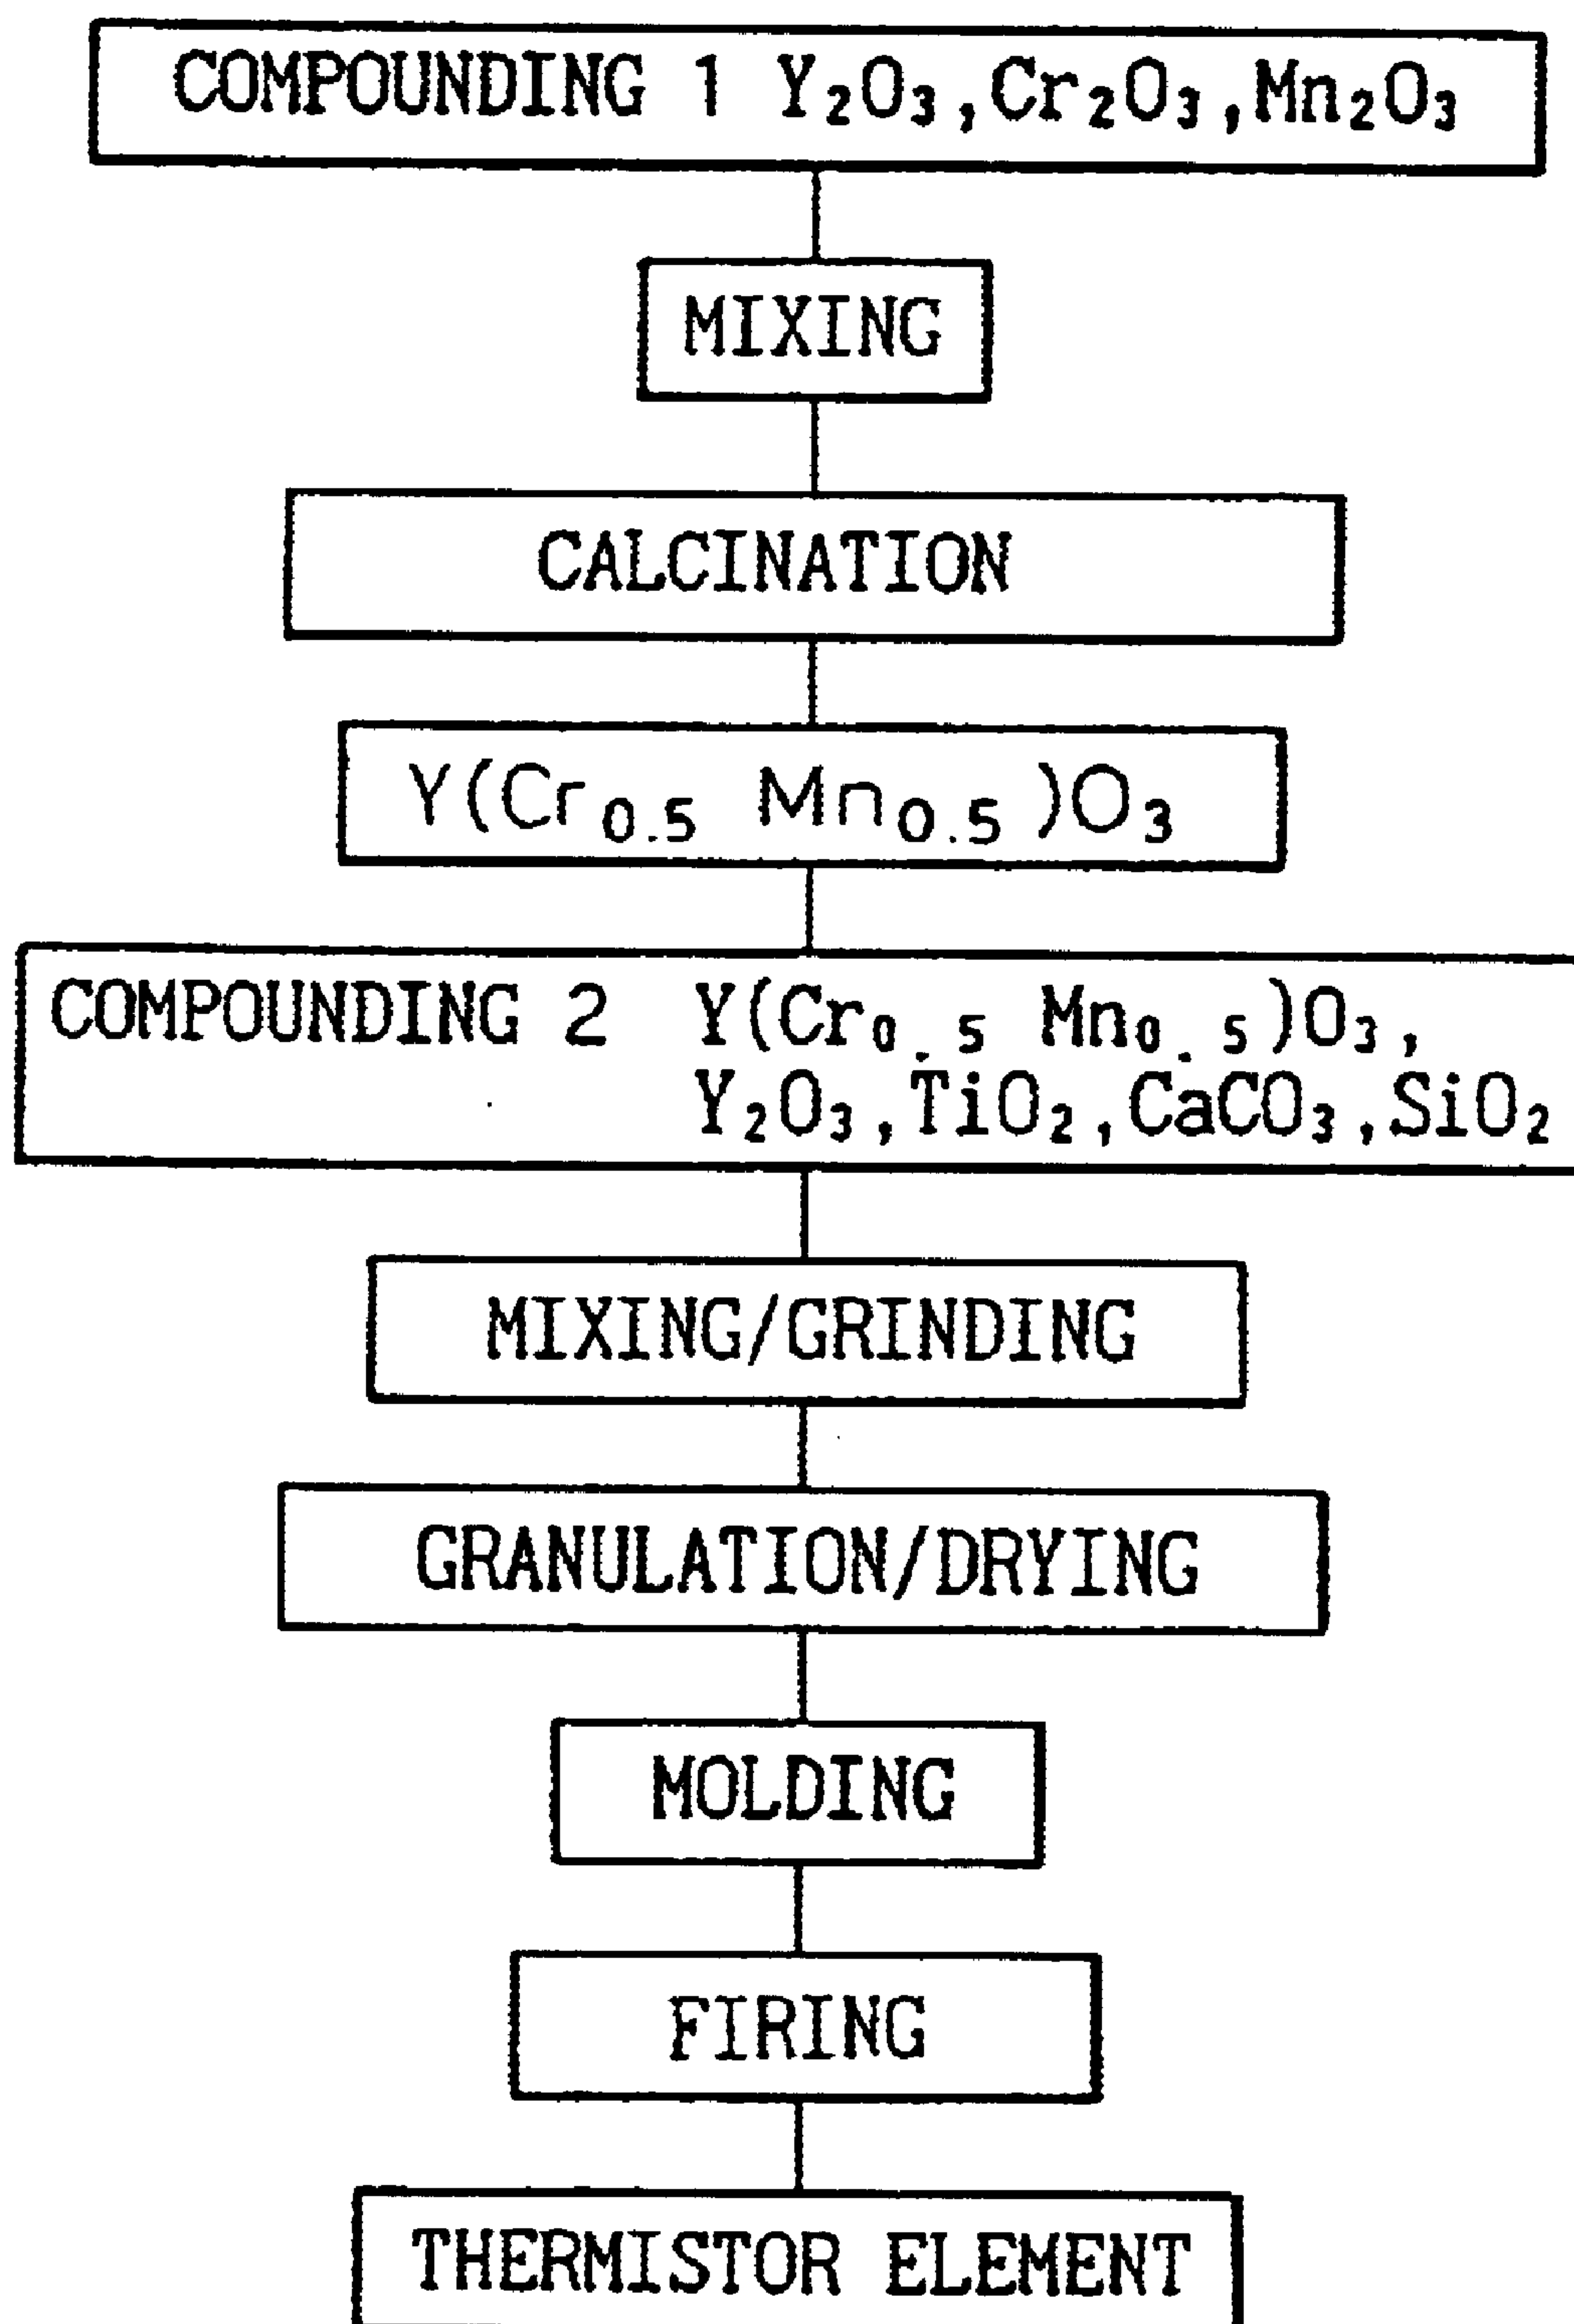 COMPOUNDING 1 Y₂O₃,Cr₂O₃,Mn₂O₃
MIXING
CALCINATION
Y(Cr₀.₅ Mn₀.₅)O₃
COMPOUNDING 2 Y(Cr₀.₅ Mn₀.₅)O₃,
Y₂O₃,TiO₂,CaCO₃,SiO₂
MIXING/GRINDING
GRANULATION/DRYING
MOLDING
FIRING
THERMISTOR ELEMENT